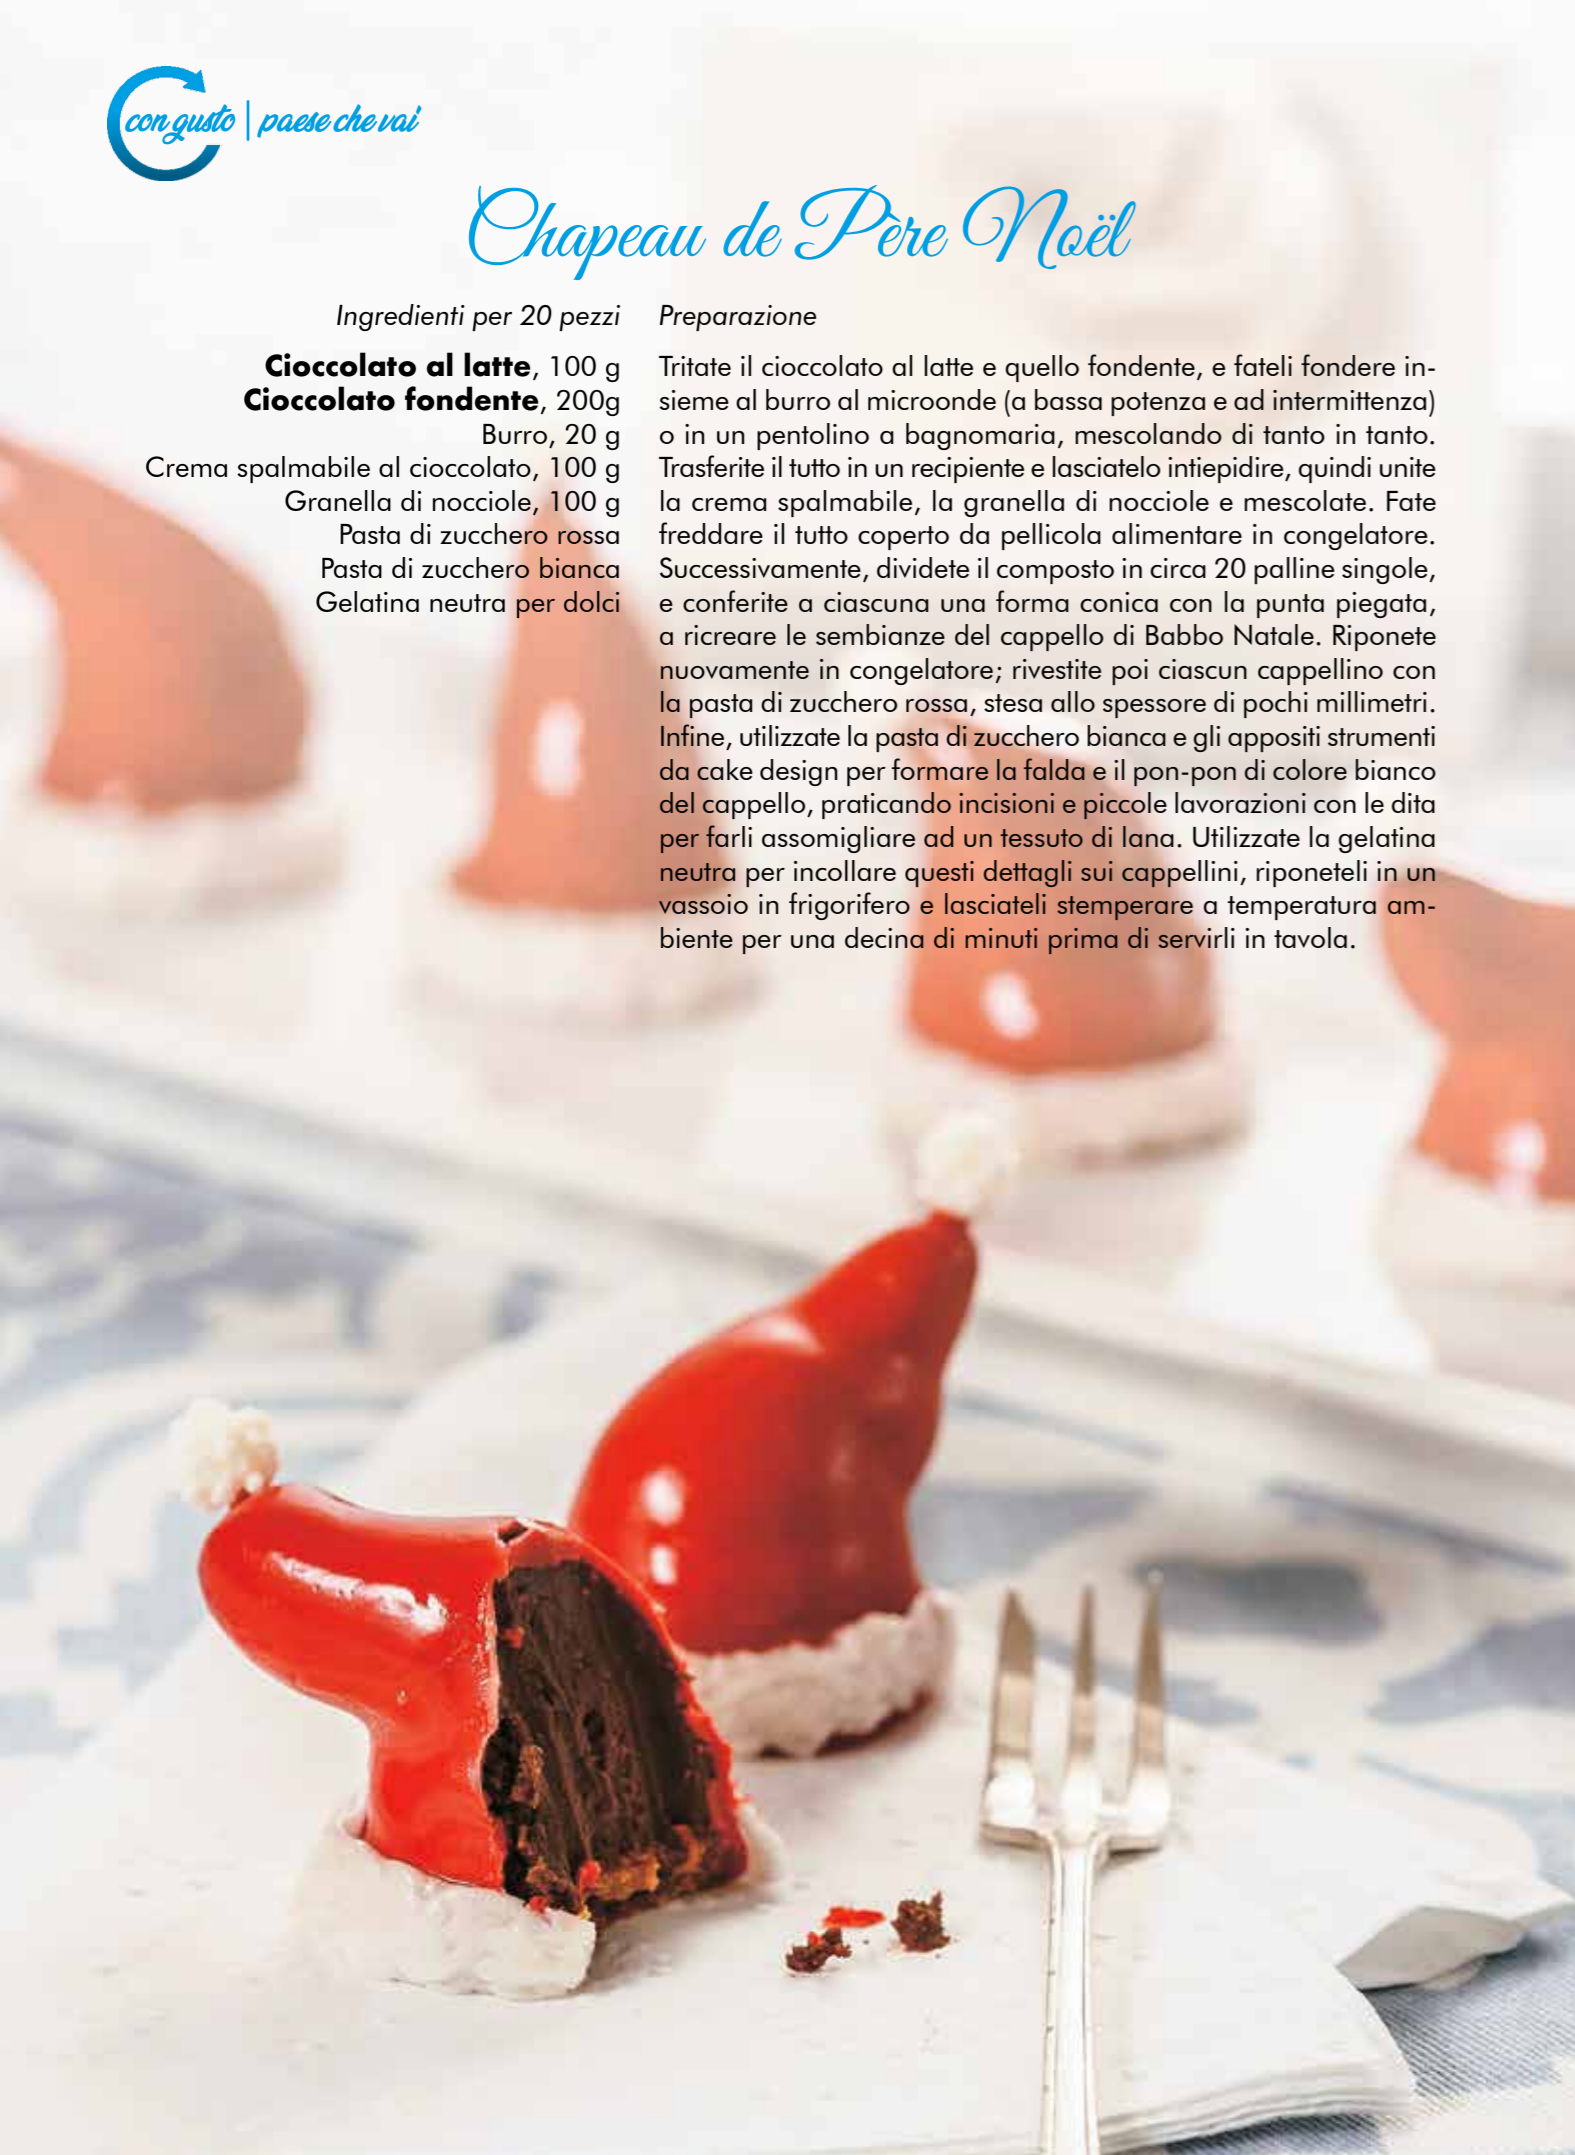 con gusto | paese che vai
Chapeau de Père Noël
Ingredienti per 20 pezzi
Cioccolato al latte, 100 g
Cioccolato fondente, 200g
Burro, 20 g
Crema spalmabile al cioccolato, 100 g
Granella di nocciole, 100 g
Pasta di zucchero rossa
Pasta di zucchero bianca
Gelatina neutra per dolci
Preparazione
Tritate il cioccolato al latte e quello fondente, e fateli fondere in-
sieme al burro al microonde (a bassa potenza e ad intermittenza)
o in un pentolino a bagnomaria, mescolando di tanto in tanto.
Trasferite il tutto in un recipiente e lasciatelo intiepidire, quindi unite
la crema spalmabile, la granella di nocciole e mescolate. Fate
freddare il tutto coperto da pellicola alimentare in congelatore.
Successivamente, dividete il composto in circa 20 palline singole,
e conferite a ciascuna una forma conica con la punta piegata,
a ricreare le sembianze del cappello di Babbo Natale. Riponete
nuovamente in congelatore; rivestite poi ciascun cappellino con
la pasta di zucchero rossa, stesa allo spessore di pochi millimetri.
Infine, utilizzate la pasta di zucchero bianca e gli appositi strumenti
da cake design per formare la falda e il pon-pon di colore bianco
del cappello, praticando incisioni e piccole lavorazioni con le dita
per farli assomigliare ad un tessuto di lana. Utilizzate la gelatina
neutra per incollare questi dettagli sui cappellini, riponeteli in un
vassoio in frigorifero e lasciateli stemperare a temperatura am-
biente per una decina di minuti prima di servirli in tavola.